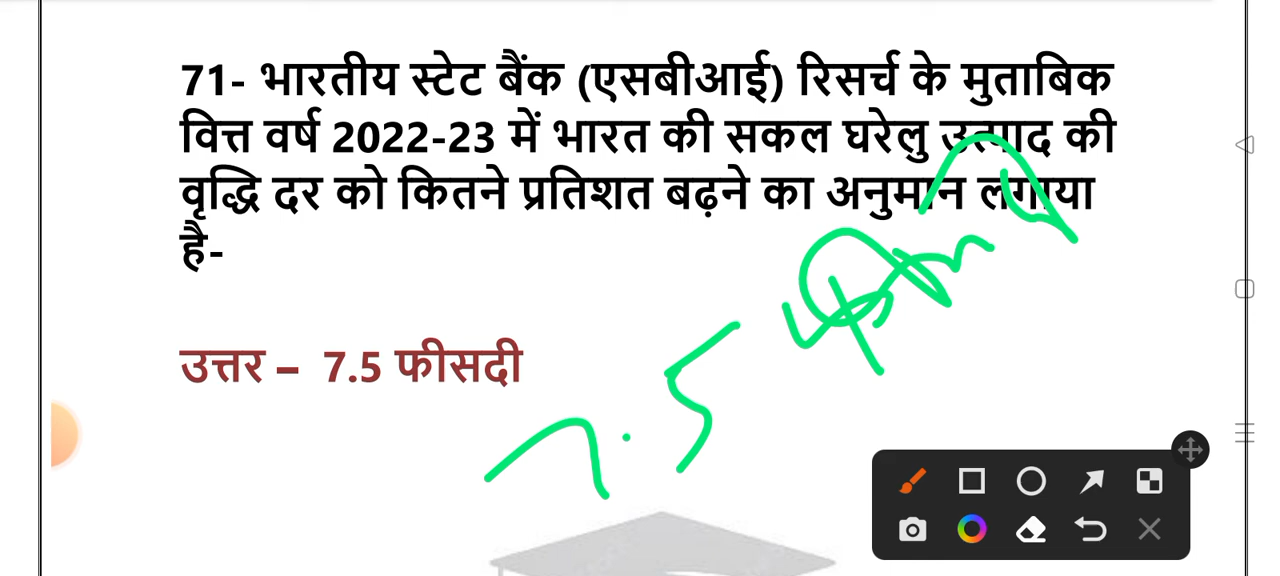 71- भारतीय स्टेट बैंक (एसबीआई) रिसर्च के मुताबिक
वित्त वर्ष 2022-23 में भारत की सकल घरेलु उत्पाद की
वृद्धि दर को कितने प्रतिशत बढ़ने का अनुमान लगाया
है-
उत्तर – 7.5 फीसदी
7.5